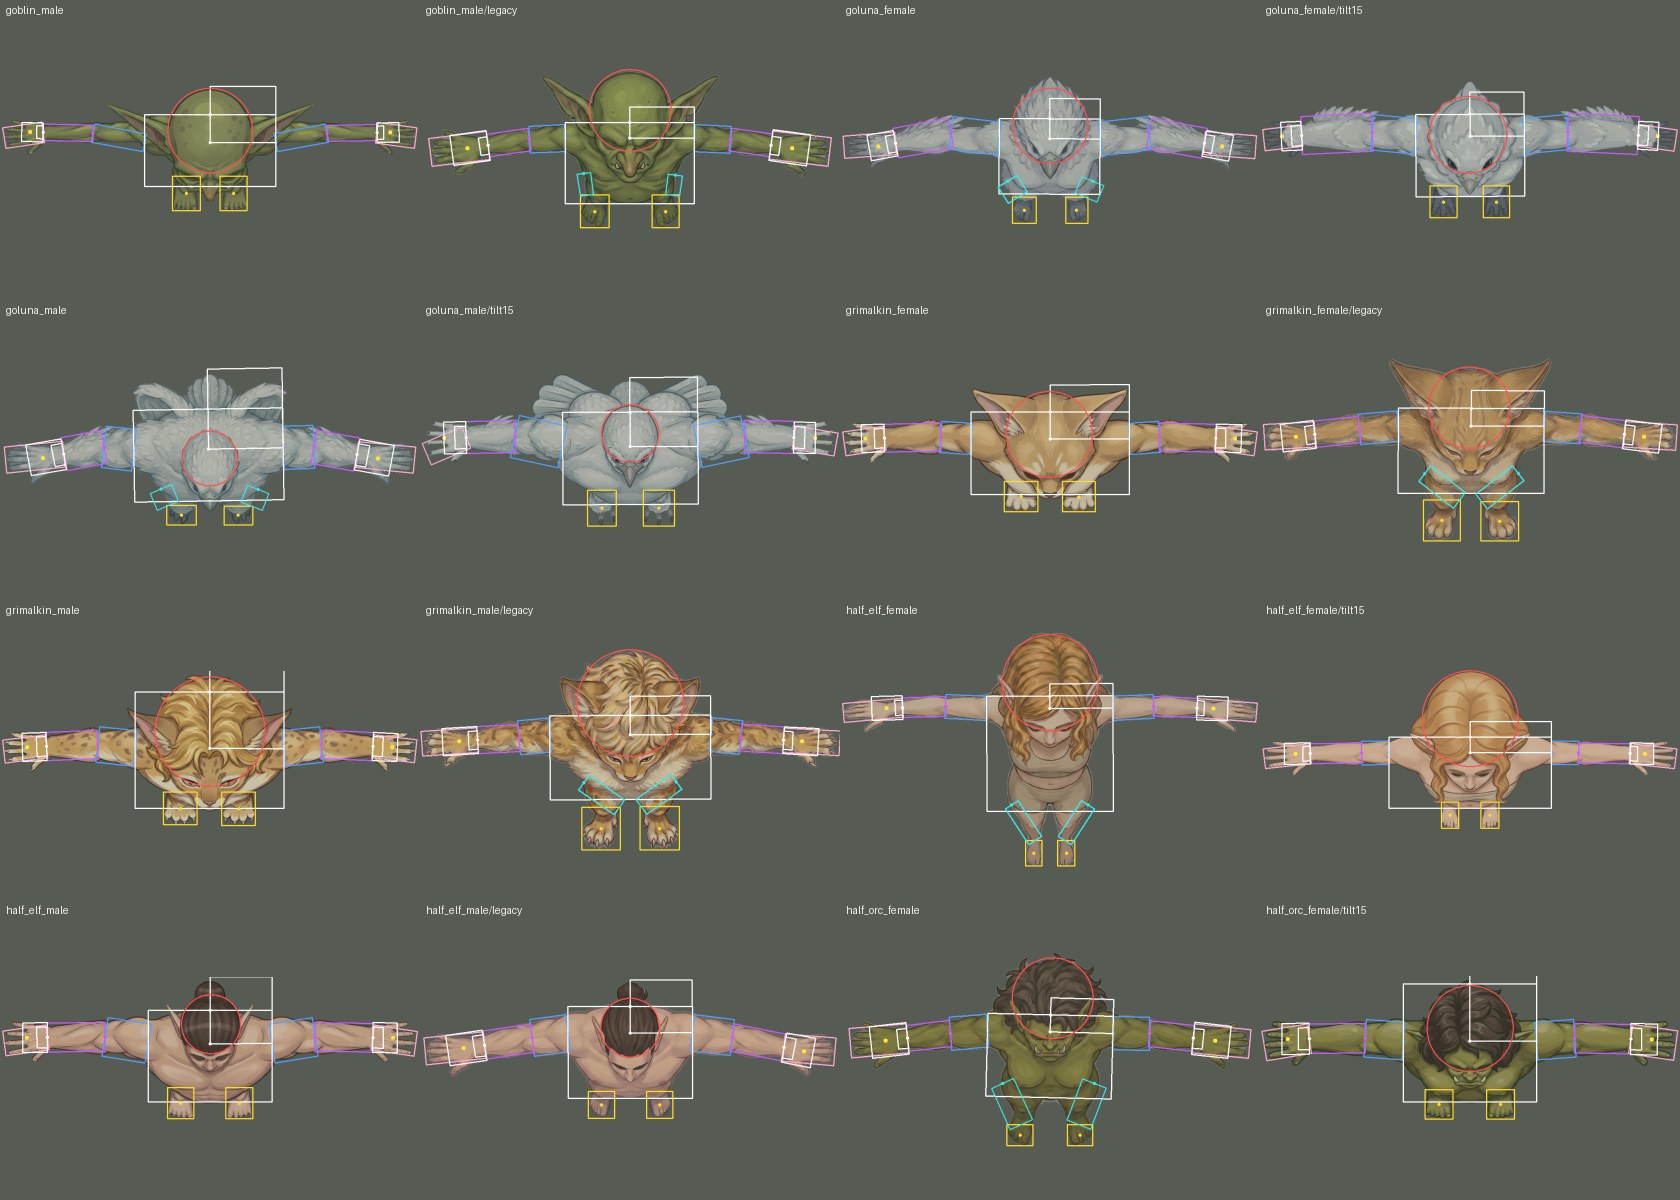 goblin_male
goblin_male/legacy
goluna_female
goluna_female/tilt15
goluna_male
goluna_male/tilt15
grimalkin_female
grimalkin_female/legacy
grimalkin_male
grimalkin_male/legacy
half_elf_female
half_elf_female/tilt15
half_elf_male
half_elf_male/legacy
half_orc_female
half_orc_female/tilt15